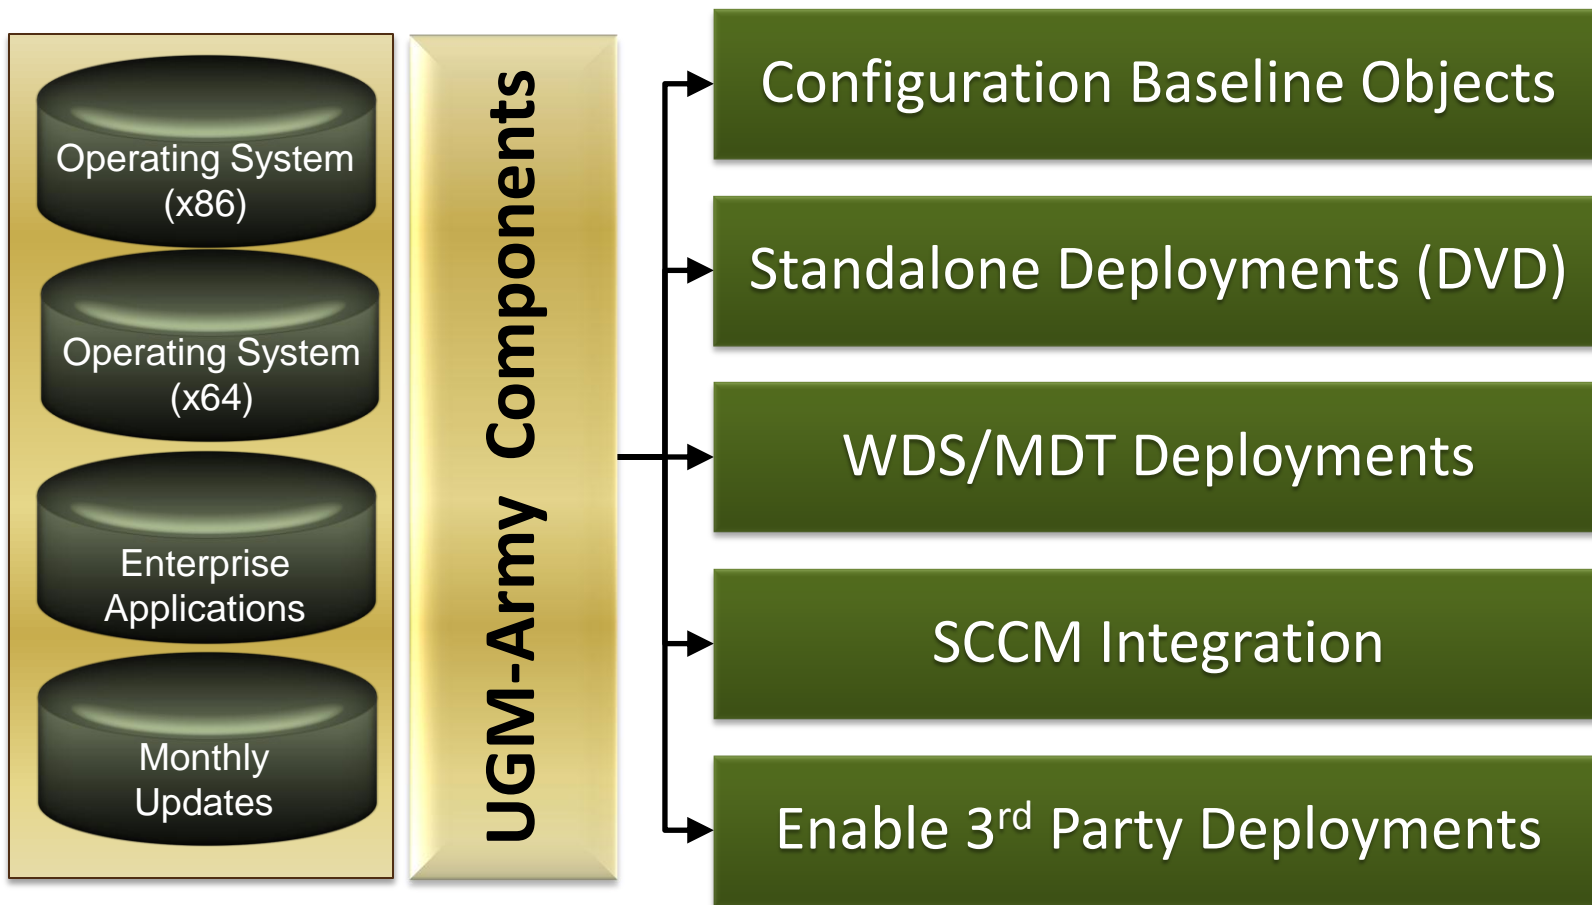 Operating System
(x86)
Operating System
(x64)
Enterprise
Applications
Monthly
Updates
UGM-Army Components
Configuration Baseline Objects
Standalone Deployments (DVD)
WDS/MDT Deployments
SCCM Integration
Enable 3rd Party Deployments